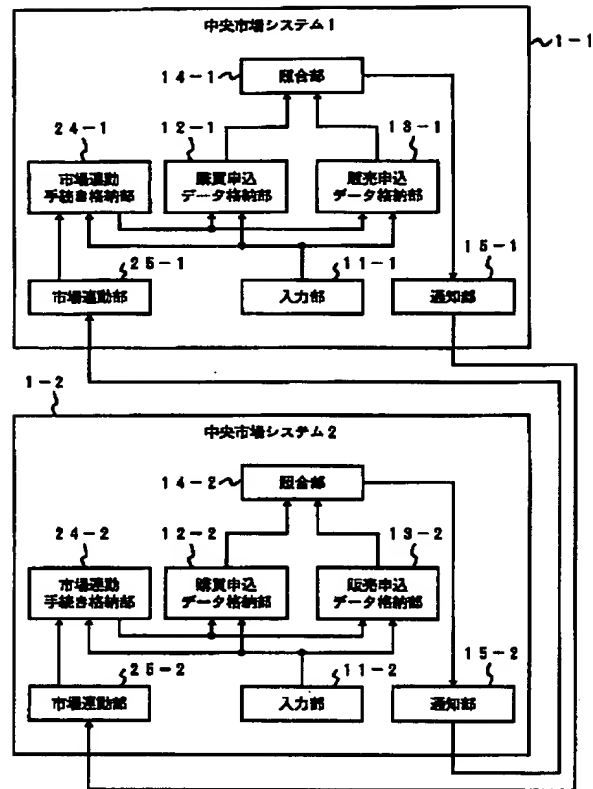 中央市場システム1
1-1
14-1
照合部
24-1
12-1
13-1
市場連動
手続き格納部
購買申込
データ格納部
販売申込
データ格納部
25-1
11-1
15-1
市場連動部
入力部
通知部
1-2
中央市場システム2
14-2
照合部
24-2
12-2
13-2
市場連動
手続き格納部
購買申込
データ格納部
販売申込
データ格納部
25-2
11-2
15-2
市場連動部
入力部
通知部